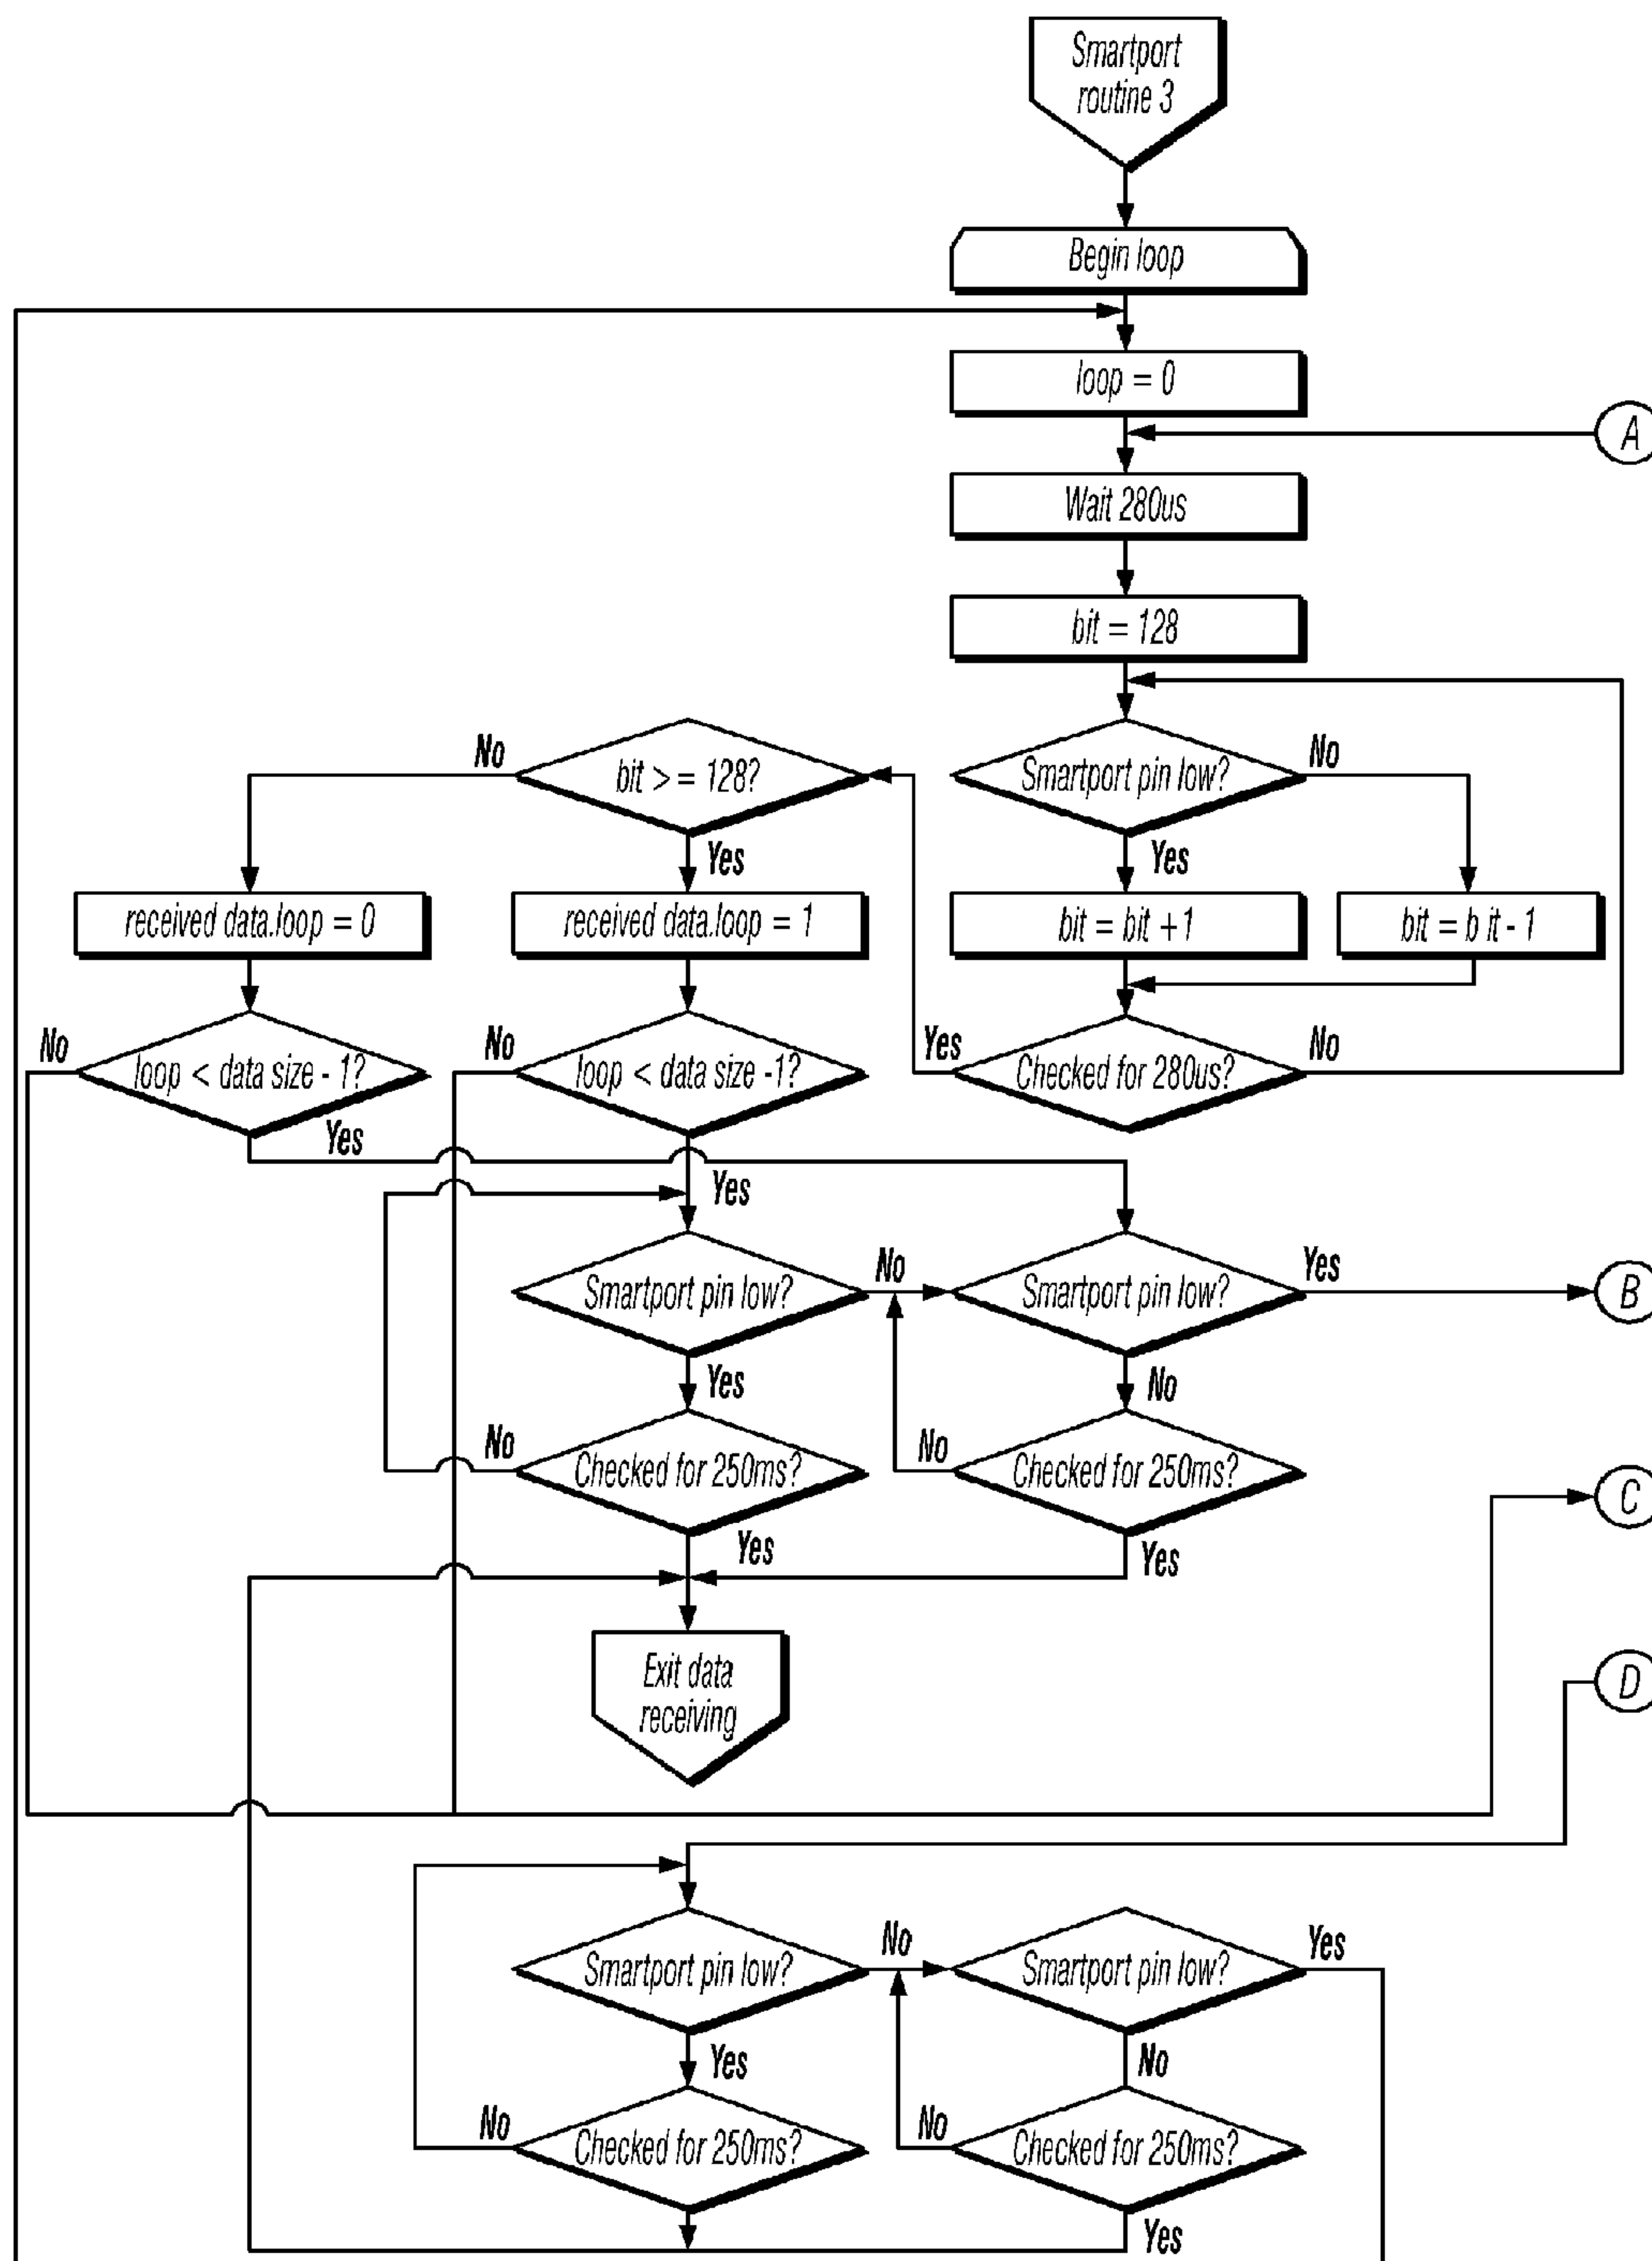 Smartport
routine 3
Begin loop
loop = 0
A
Wait 280us
bit = 128
No
bit > = 128?
Smartport pin low?
No
Yes
Yes
received data.loop = 0
received data.loop = 1
bit = bit +1
bit = b it - 1
No
loop < data size - 1?
No
loop < data size -1?
Yes
Checked for 280us?
No
Yes
Yes
Smartport pin low?
No
Smartport pin low?
Yes
B
Yes
No
No
Checked for 250ms?
No
Checked for 250ms?
C
Yes
Yes
Exit data
receiving
D
Smartport pin low?
No
Smartport pin low?
Yes
Yes
No
No
Checked for 250ms?
No
Checked for 250ms?
Yes